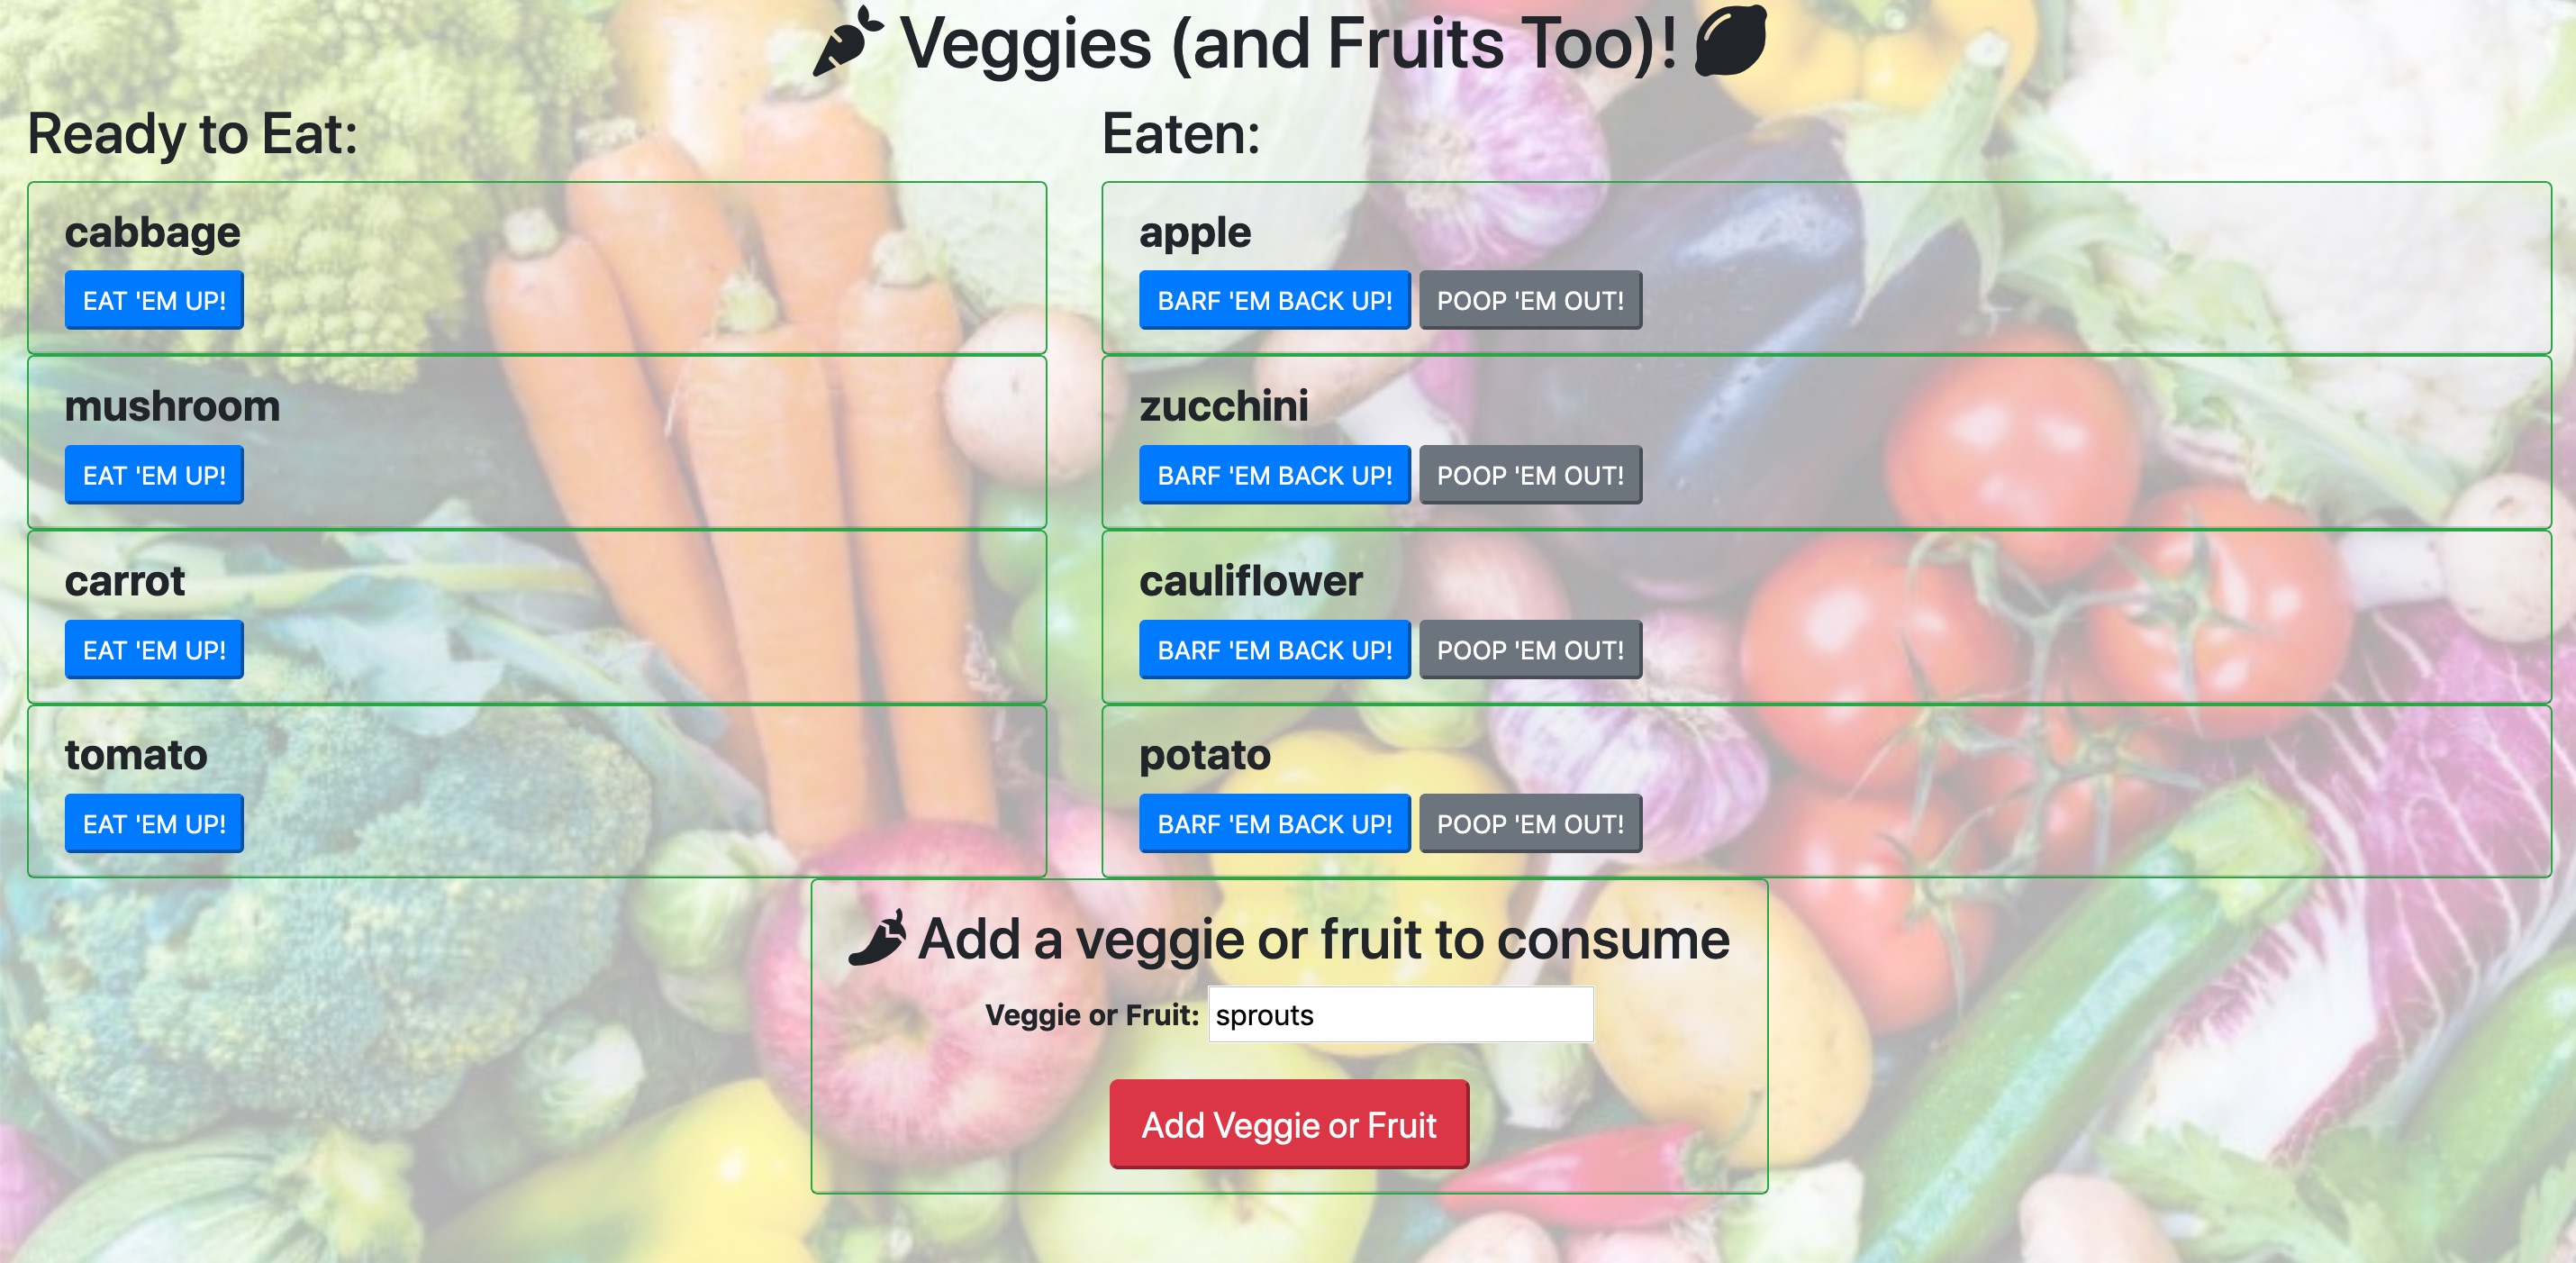 Veggies (and Fruits Too)!
Ready to Eat:
cabbage
EAT 'EM UP!
mushroom
EAT 'EM UP!
carrot
EAT 'EM UP!
tomato
EAT 'EM UP!
Eaten:
apple
BARF 'EM BACK UP! POOP 'EM OUT!
zucchini
BARF 'EM BACK UP! POOP 'EM OUT!
cauliflower
BARF 'EM BACK UP! POOP 'EM OUT!
potato
BARF 'EM BACK UP! POOP 'EM OUT!
Add a veggie or fruit to consume
Veggie or Fruit: sprouts
Add Veggie or Fruit